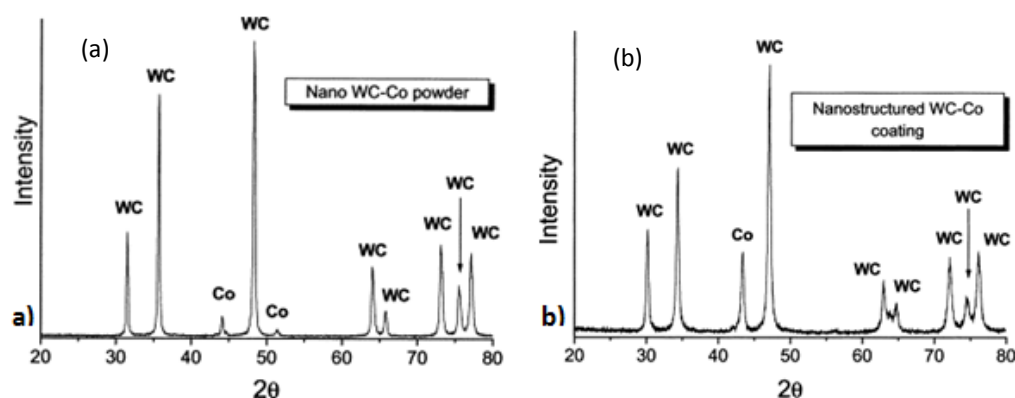 (a)
WC
WC
WC
Nano WC-Co powder
Co
Co
WC
WC
WC
WC
WC
Intensity
a)
20 30 40 50 60 70 80
2θ
(b)
WC
WC
WC
Nanostructured WC-Co
coating
Co
WC
WC
WC
WC
WC
Intensity
b)
20 30 40 50 60 70 80
2θ